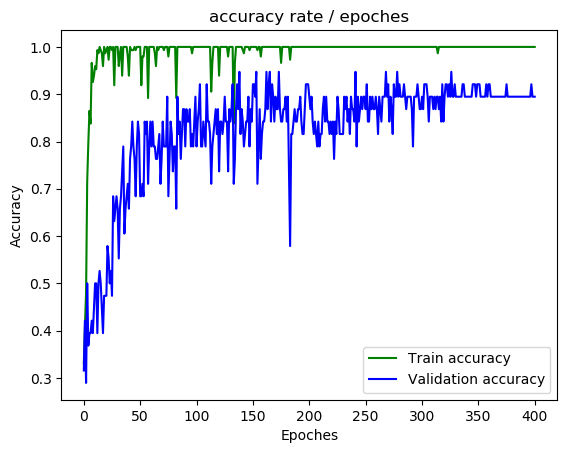 accuracy rate / epoches
1.0
0.9
0.8
0.7
0.6
0.5
0.4
0.3
Accuracy
Train accuracy
Validation accuracy
0 50 100 150 200 250 300 350 400
Epoches